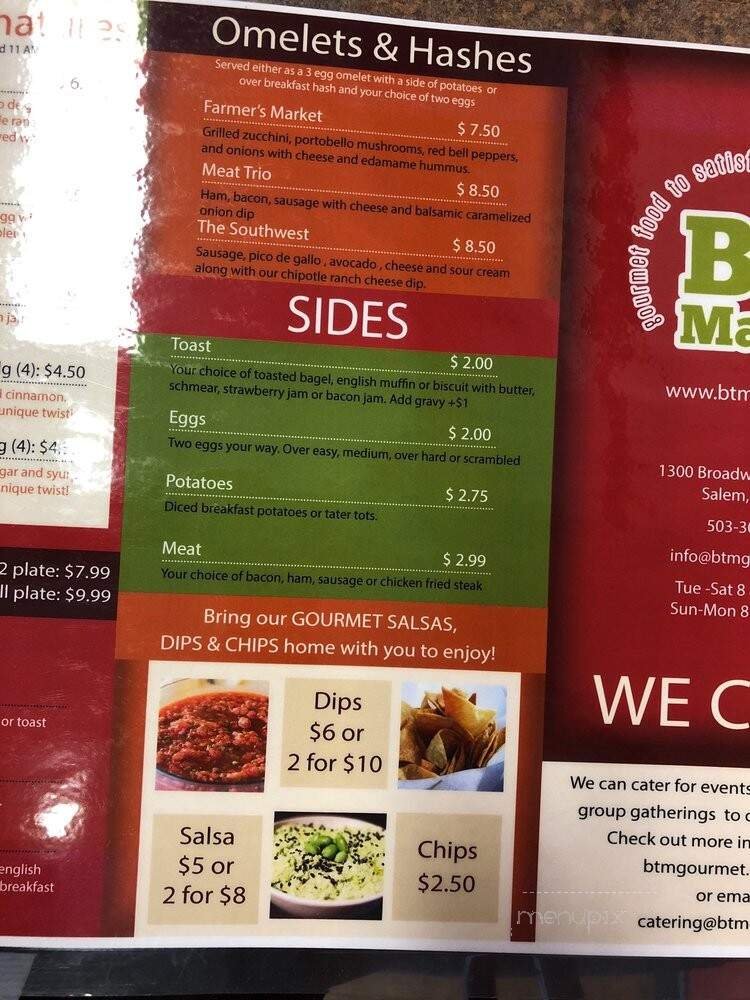 d 11 AM
lg (4): $4.50
d cinnamon.
unique twist!
g (4): $4.
gar and syu
nique twist!
2 plate: $7.99
ll plate: $9.99
or toast
english
breakfast
Omelets & Hashes
Served either as a 3 egg omelet with a side of potatoes or
over breakfast hash and your choice of two eggs
Farmer's Market $ 7.50
Grilled zucchini, portobello mushrooms, red bell peppers,
and onions with cheese and edamame hummus.
Meat Trio $ 8.50
Ham, bacon, sausage with cheese and balsamic caramelized
onion dip
The Southwest $ 8.50
Sausage, pico de gallo , avocado , cheese and sour cream
along with our chipotle ranch cheese dip.
SIDES
Toast $ 2.00
Your choice of toasted bagel, english muffin or biscuit with butter,
schmear, strawberry jam or bacon jam. Add gravy +$1
Eggs $ 2.00
Two eggs your way. Over easy, medium, over hard or scrambled
Potatoes $ 2.75
Diced breakfast potatoes or tater tots.
Meat $ 2.99
Your choice of bacon, ham, sausage or chicken fried steak
Bring our GOURMET SALSAS,
DIPS & CHIPS home with you to enjoy!
Dips
$6 or
2 for $10
Salsa
$5 or
2 for $8
Chips
$2.50
gourmet food to satisf
B
Ma
www.btm
1300 Broadw
Salem,
503-30
info@btmg
Tue -Sat 8
Sun-Mon 8
WE C
We can cater for events
group gatherings to c
Check out more in
btmgourmet.
or ema
catering@btm
menupix